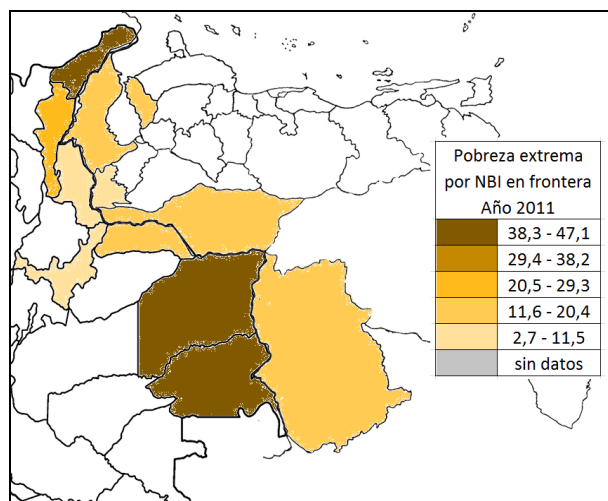 Pobreza extrema
por NBI en frontera
Año 2011
38,3 - 47,1
29,4 - 38,2
20,5 - 29,3
11,6 - 20,4
2,7 - 11,5
sin datos